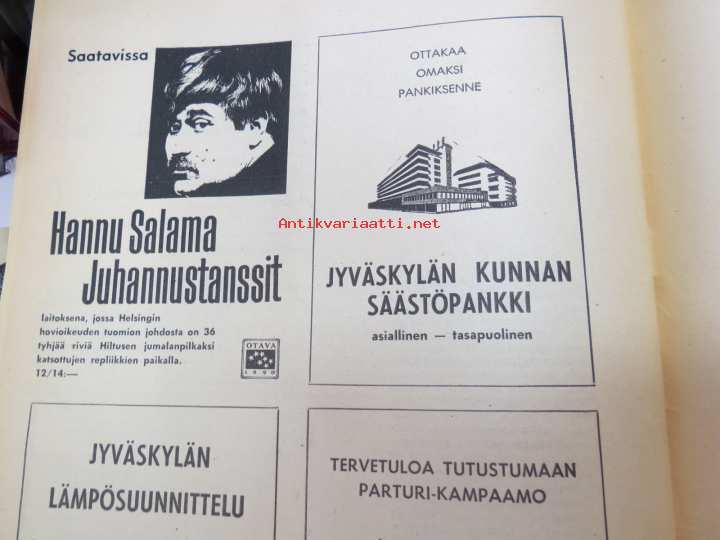 Saatavissa
Hannu Salama
Juhannustanssit
laitoksena, jossa Helsingin
hovioikeuden tuomion johdosta on 36
tyhjää riviä Hiltusen jumalanpilkaksi
katsottujen repliikkien paikalla.
12/14:—
OTAVA
1890
OTTAKAA
OMAKSI
PANKIKSENNE
Antikvariaatti.net
JYVÄSKYLÄN KUNNAN
SÄÄSTÖPANKKI
asiallinen — tasapuolinen
JYVÄSKYLÄN
LÄMPÖSUUNNITTELU
TERVETULOA TUTUSTUMAAN
PARTURI-KAMPAAMO